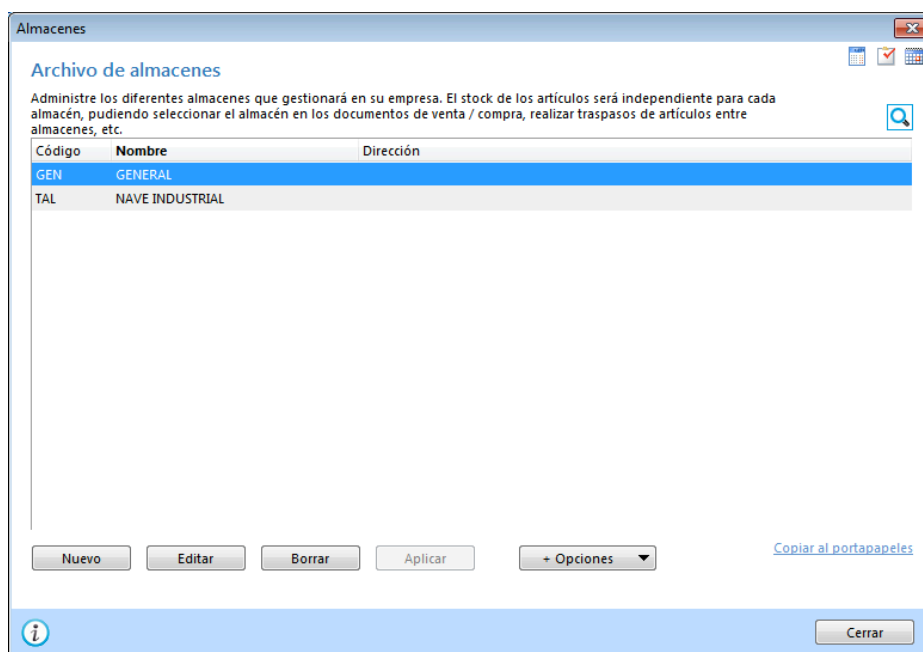 Almacenes
Archivo de almacenes
Administre los diferentes almacenes que gestionará en su empresa. El stock de los artículos será independiente para cada
almacén, pudiendo seleccionar el almacén en los documentos de venta / compra, realizar traspasos de artículos entre
almacenes, etc.
Código Nombre Dirección
GEN GENERAL
TAL NAVE INDUSTRIAL
Nuevo Editar Borrar Aplicar + Opciones Copiar al portapapeles
Cerrar